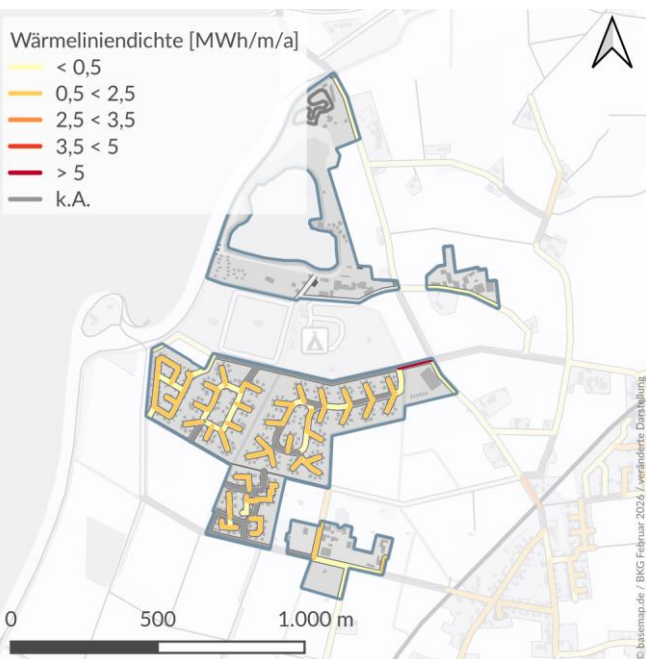 Wärmeliniendichte [MWh/m/a]
< 0,5
0,5 < 2,5
2,5 < 3,5
3,5 < 5
> 5
k.A.
© basemap.de / BKG Februar 2026 / veränderte Darstellung
0 500 1.000 m